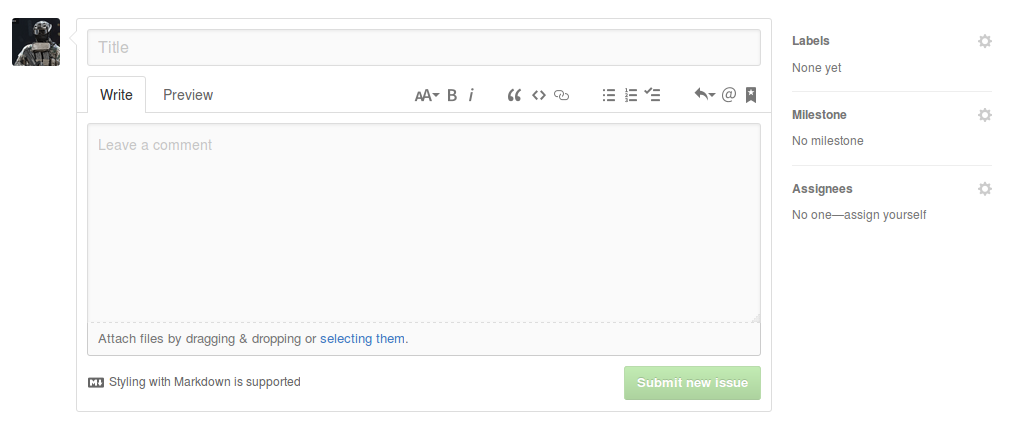 Title
Labels
None yet
Write Preview AA B i @
Leave a comment
Milestone
No milestone
Assignees
No one—assign yourself
Attach files by dragging & dropping or selecting them.
Styling with Markdown is supported
Submit new issue